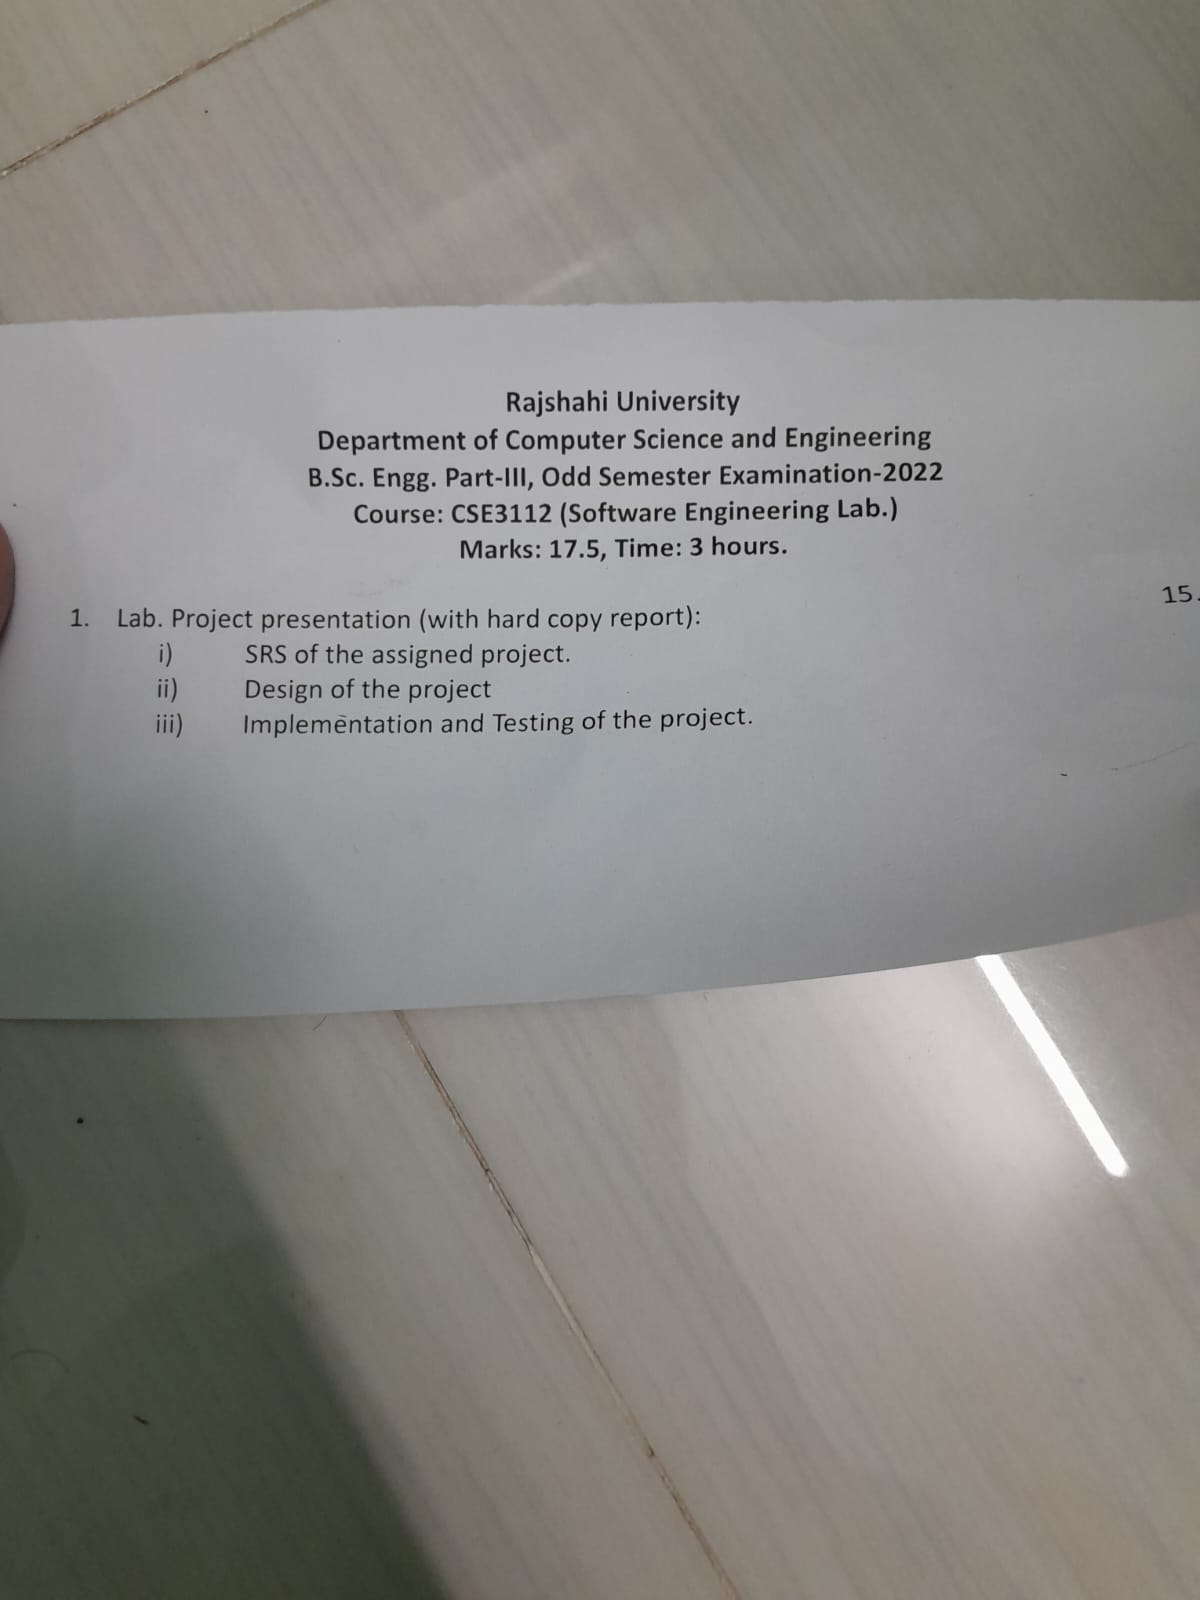 Rajshahi University
Department of Computer Science and Engineering
B.Sc. Engg. Part-III, Odd Semester Examination-2022
Course: CSE3112 (Software Engineering Lab.)
Marks: 17.5, Time: 3 hours.
1. Lab. Project presentation (with hard copy report): 15.
i) SRS of the assigned project.
ii) Design of the project
iii) Implementation and Testing of the project.